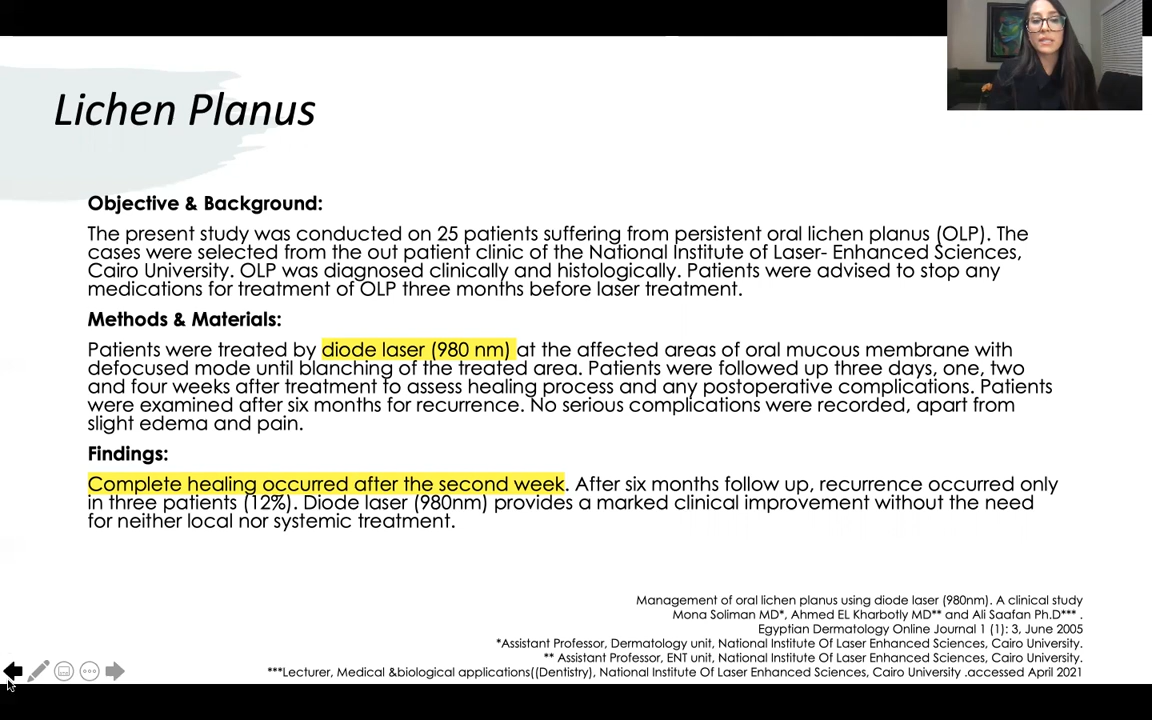 Lichen Planus
Objective & Background:
The present study was conducted on 25 patients suffering from persistent oral lichen planus (OLP). The
cases were selected from the out patient clinic of the National Institute of Laser- Enhanced Sciences,
Cairo University. OLP was diagnosed clinically and histologically. Patients were advised to stop any
medications for treatment of OLP three months before laser treatment.
Methods & Materials:
Patients were treated by diode laser (980 nm) at the affected areas of oral mucous membrane with
defocused mode until blanching of the treated area. Patients were followed up three days, one, two
and four weeks after treatment to assess healing process and any postoperative complications. Patients
were examined after six months for recurrence. No serious complications were recorded, apart from
slight edema and pain.
Findings:
Complete healing occurred after the second week. After six months follow up, recurrence occurred only
in three patients (12%). Diode laser (980nm) provides a marked clinical improvement without the need
for neither local nor systemic treatment.
Management of oral lichen planus using diode laser (980nm). A clinical study
Mona Soliman MD*, Ahmed EL Kharbotly MD** and Ali Saafan Ph.D*** .
Egyptian Dermatology Online Journal 1 (1): 3, June 2005
*Assistant Professor, Dermatology unit, National Institute Of Laser Enhanced Sciences, Cairo University.
** Assistant Professor, ENT unit, National Institute Of Laser Enhanced Sciences, Cairo University.
***Lecturer, Medical &biological applications((Dentistry), National Institute Of Laser Enhanced Sciences, Cairo University .accessed April 2021